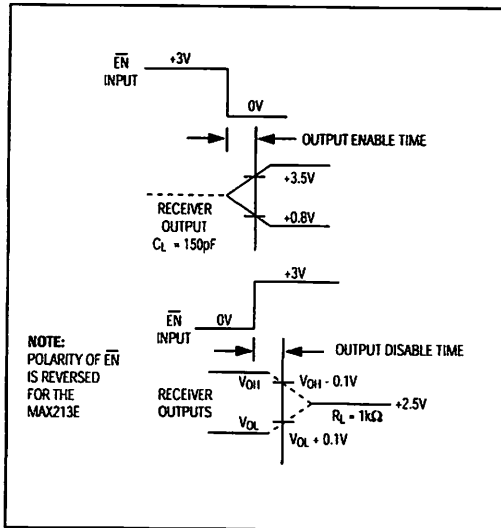 EN +3V
INPUT
0V
OUTPUT ENABLE TIME
+3.5V
RECEIVER
OUTPUT +0.8V
CL = 150pF
+3V
EN 0V
INPUT
NOTE:
POLARITY OF EN
IS REVERSED
FOR THE
MAX213E
OUTPUT DISABLE TIME
VOH VOH - 0.1V
RECEIVER
OUTPUTS
+2.5V
VOL RL = 1kΩ
VOL + 0.1V